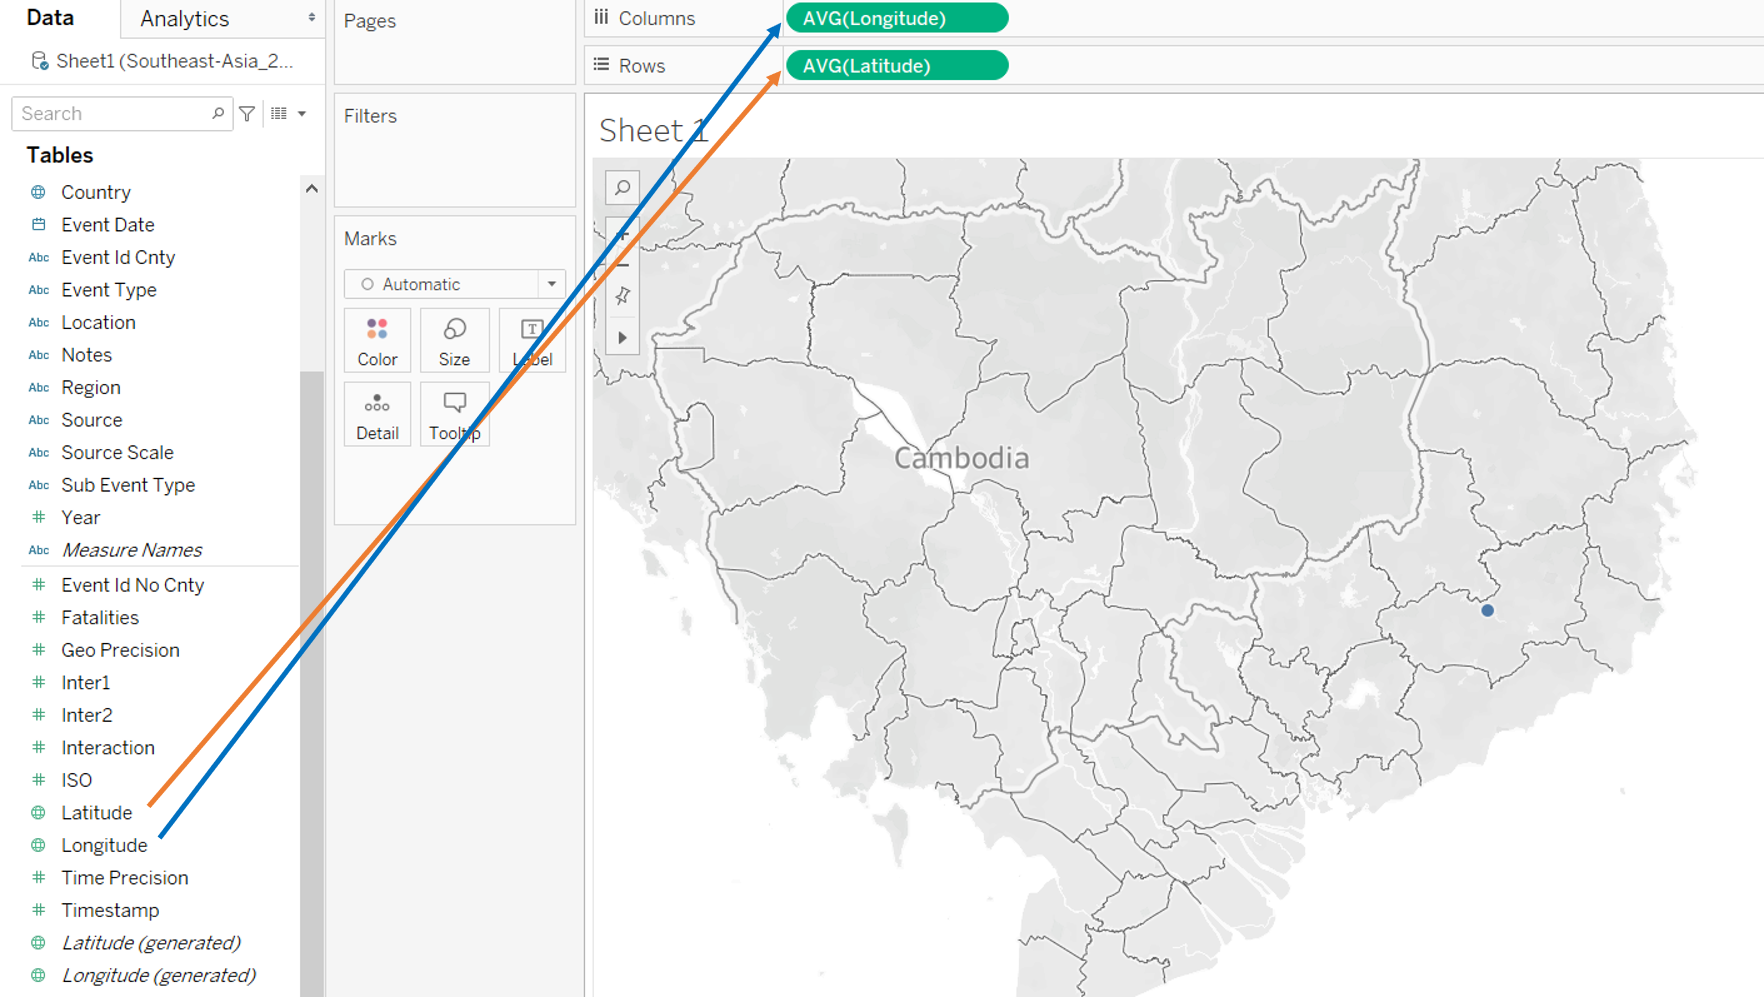 Data
Analytics
Sheet1 (Southeast-Asia_2...
Search
Tables
Country
Event Date
Abc Event Id Cnty
Abc Event Type
Abc Location
Abc Notes
Abc Region
Abc Source
Abc Source Scale
Abc Sub Event Type
# Year
Abc Measure Names
# Event Id No Cnty
# Fatalities
# Geo Precision
# Inter1
# Inter2
# Interaction
# ISO
Latitude
Longitude
# Time Precision
# Timestamp
Latitude (generated)
Longitude (generated)
Pages
Filters
Marks
Automatic
Color
Size
T
Label
Detail
Tooltip
Columns
AVG(Longitude)
Rows
AVG(Latitude)
Sheet 1
+
−
Cambodia